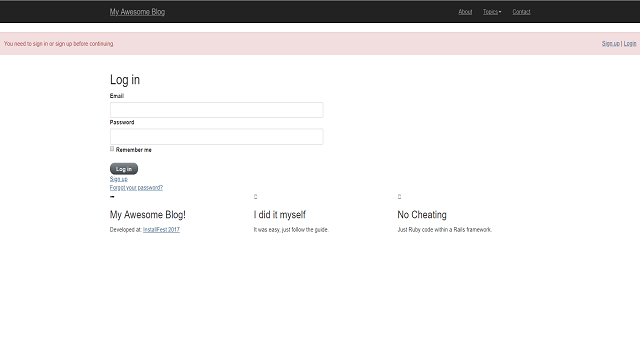 My Awesome Blog About Topics Contact
You need to sign in or sign up before continuing. Sign up | Login
Log in
Email
Password
Remember me
Log in
Sign up
Forgot your password?
My Awesome Blog! I did it myself No Cheating
Developed at: InstallFest 2017 It was easy, just follow the guide. Just Ruby code within a Rails framework.